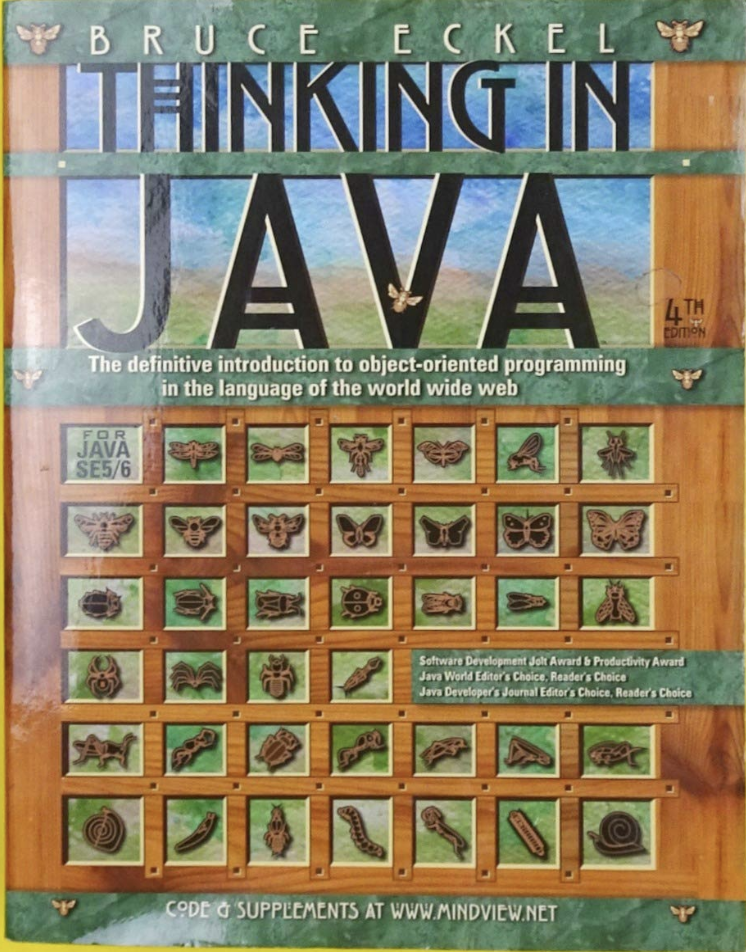 BRUCE ECKEL
THINKING IN
JAVA
4TH
EDITION
The definitive introduction to object-oriented programming
in the language of the world wide web
FOR
JAVA
SE5/6
Software Development Jolt Award & Productivity Award
Java World Editor's Choice, Reader's Choice
Java Developer's Journal Editor's Choice, Reader's Choice
CODE & SUPPLEMENTS AT WWW.MINDVIEW.NET